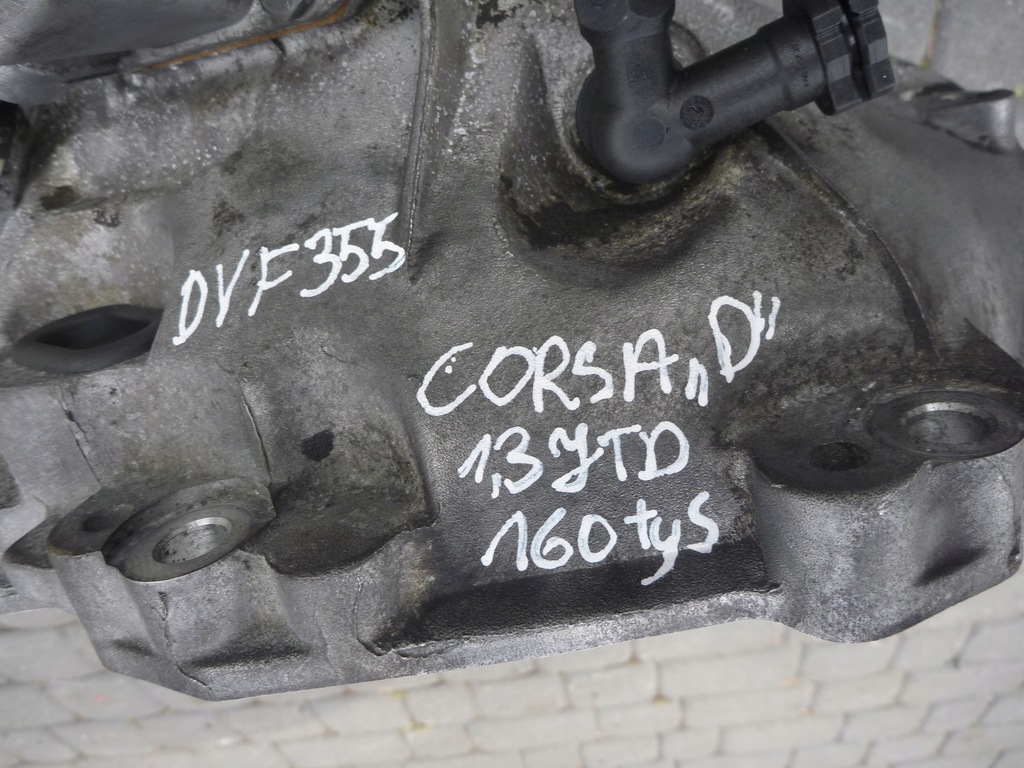 DVF355
CORSA „D"
1,3 JTD
160 tys